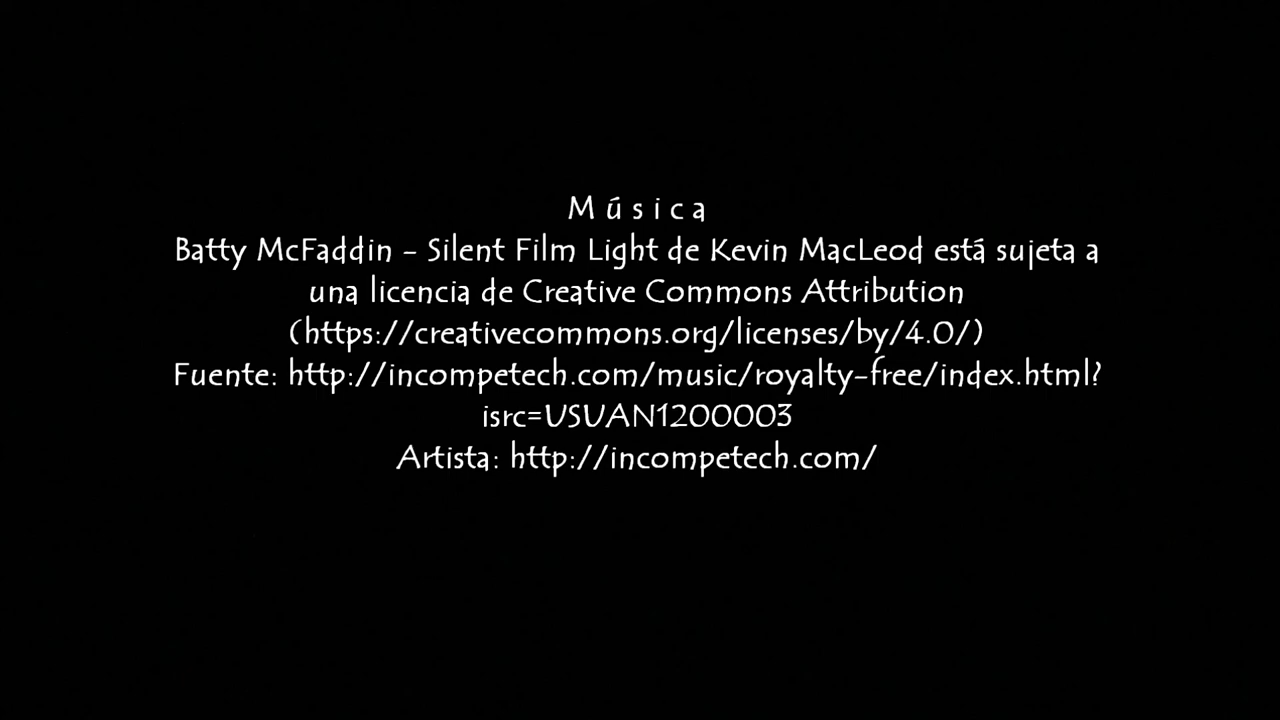 M ú s i c a
Batty McFaddin - Silent Film Light de Kevin MacLeod está sujeta a
una licencia de Creative Commons Attribution
(https://creativecommons.org/licenses/by/4.0/)
Fuente: http://incompetech.com/music/royalty-free/index.html?
isrc=USUAN1200003
Artista: http://incompetech.com/